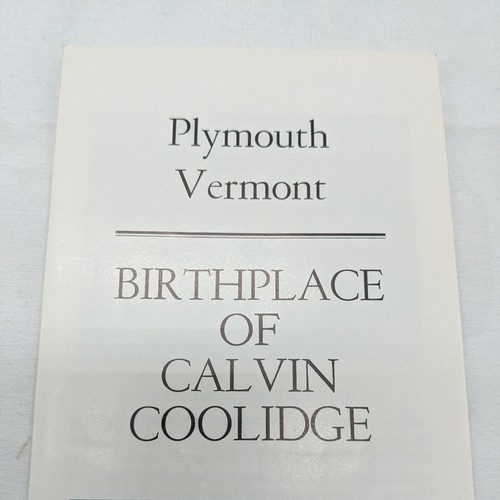 Plymouth
Vermont
BIRTHPLACE
OF
CALVIN
COOLIDGE